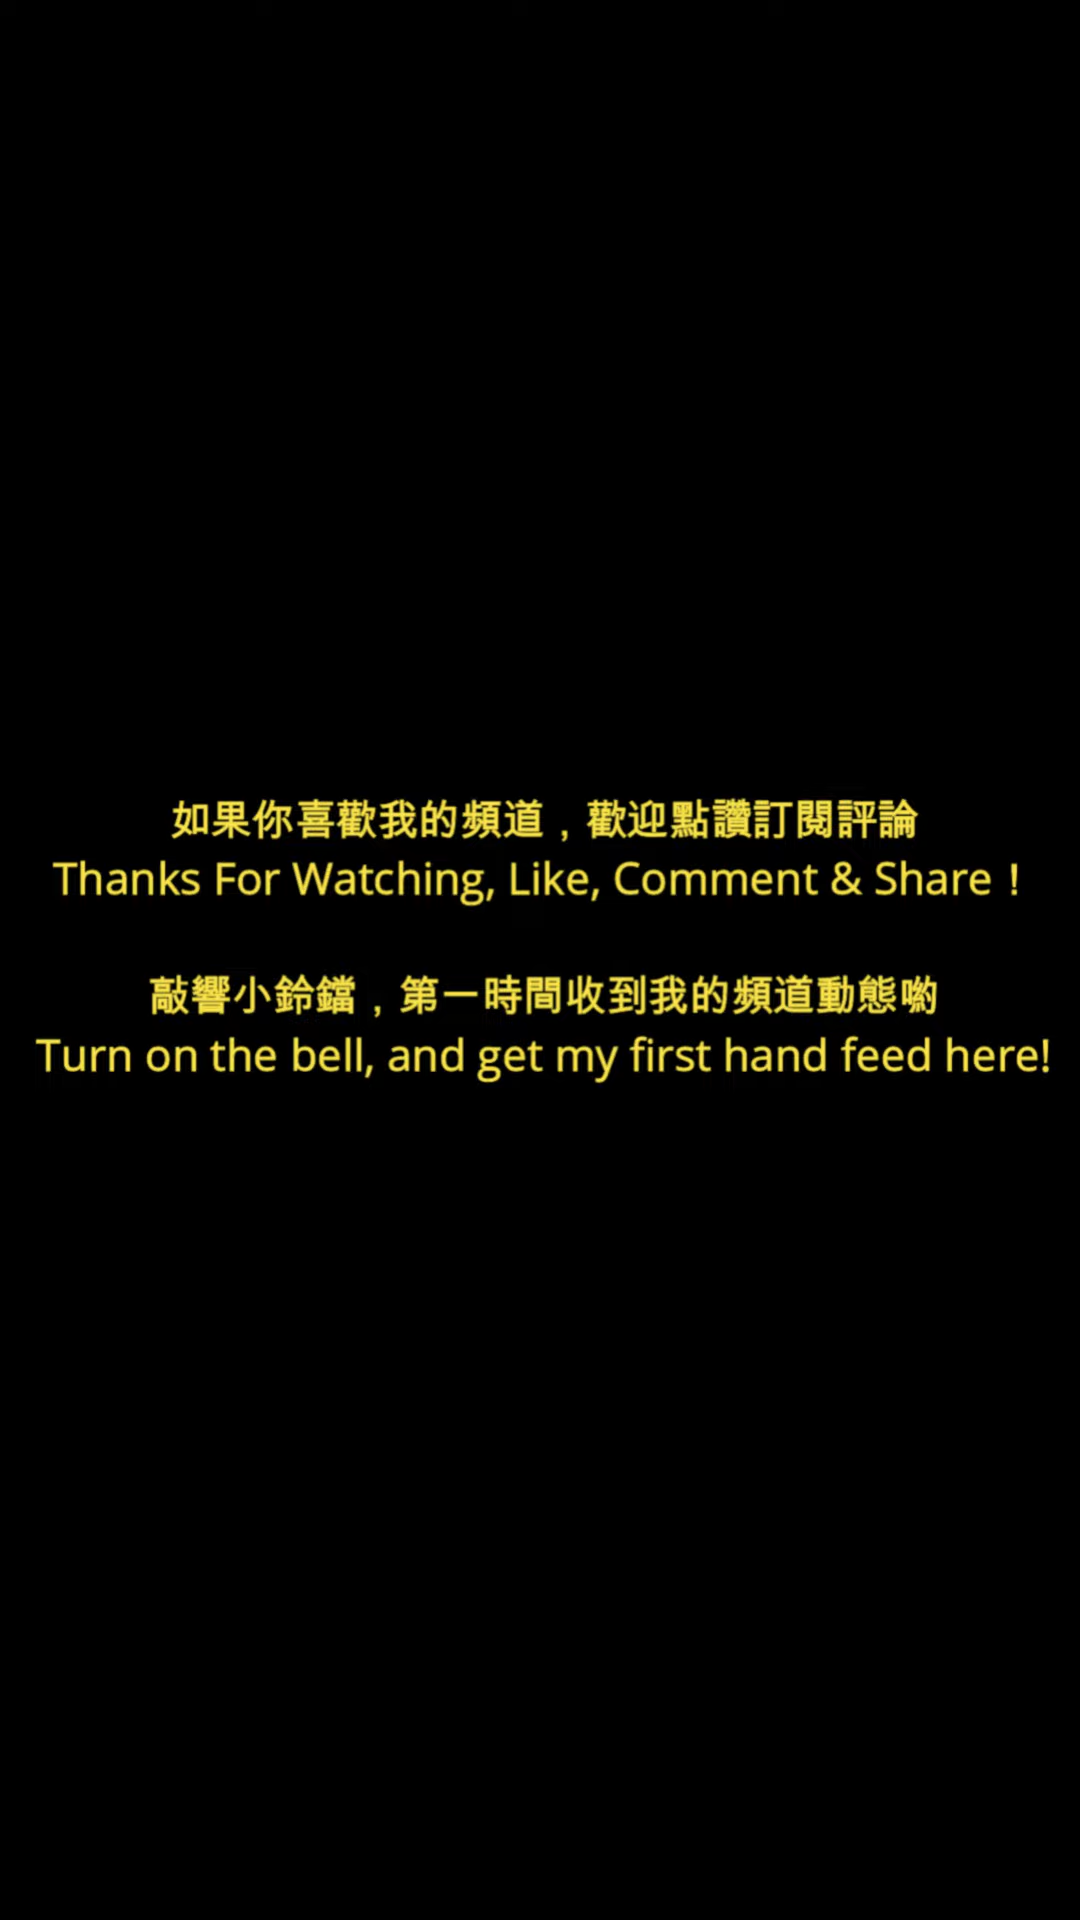 如果你喜歡我的頻道，歡迎點讚訂閱評論
Thanks For Watching, Like, Comment & Share！
敲響小鈴鐺，第一時間收到我的頻道動態喲
Turn on the bell, and get my first hand feed here!